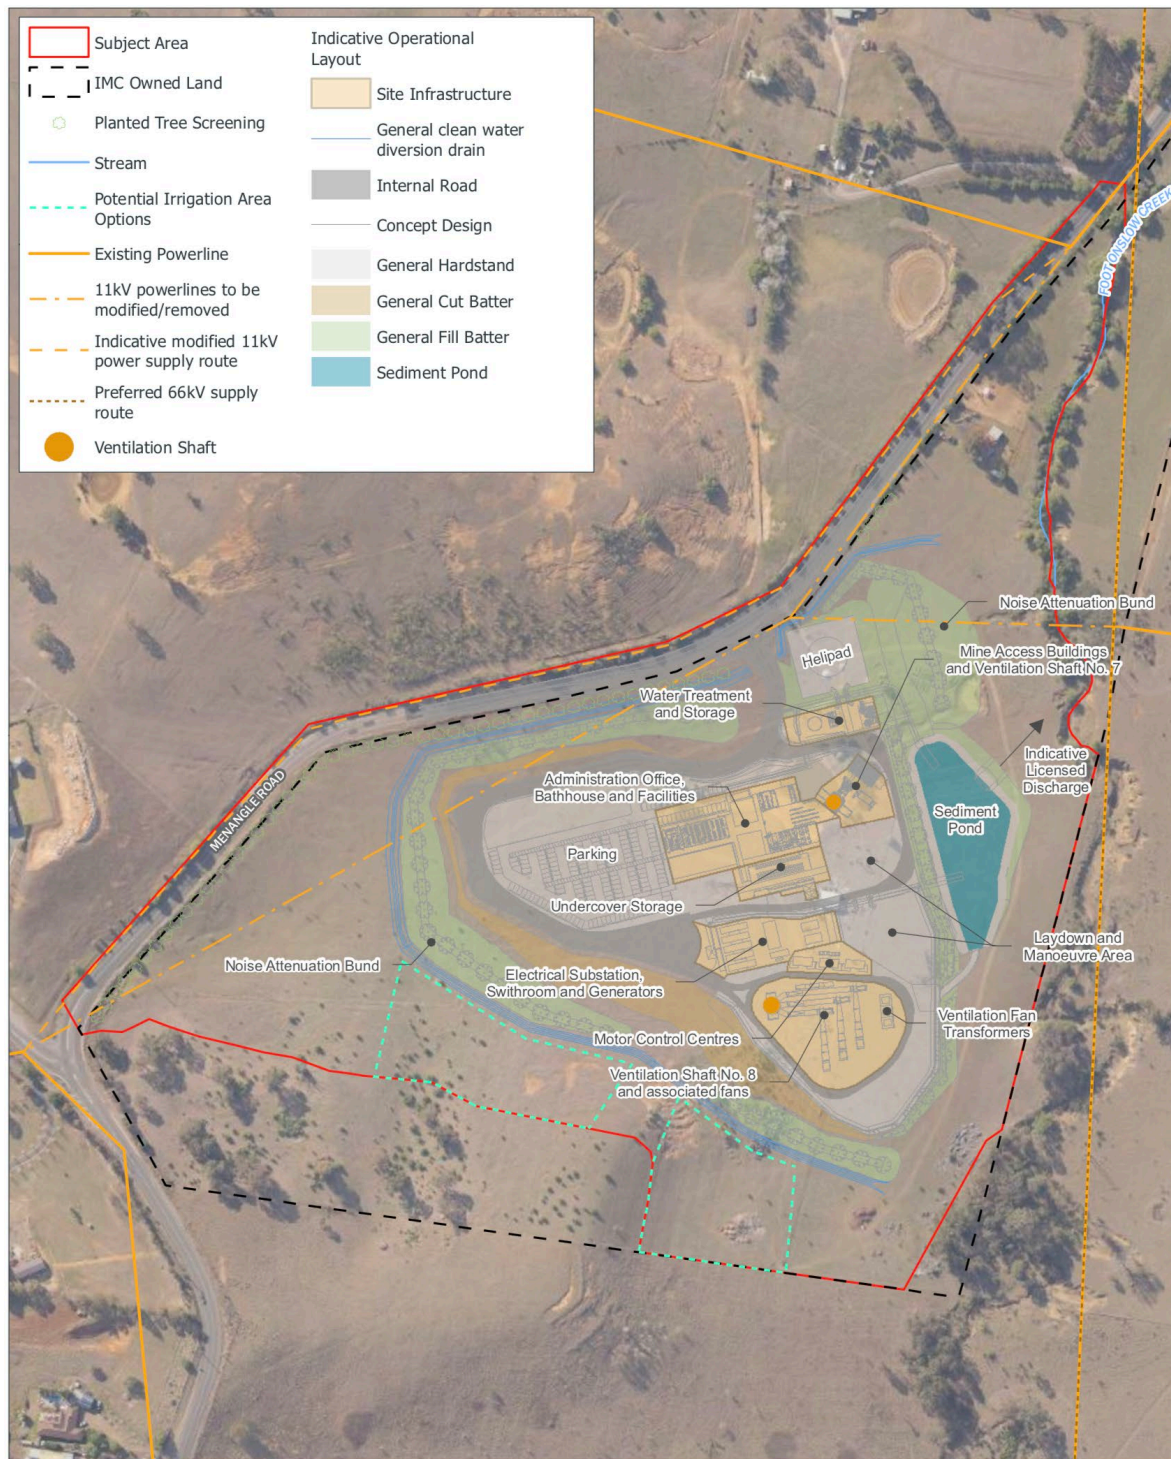 Subject Area
IMC Owned Land
Planted Tree Screening
Stream
Potential Irrigation Area
Options
Existing Powerline
11kV powerlines to be
modified/removed
Indicative modified 11kV
power supply route
Preferred 66kV supply
route
Ventilation Shaft
Indicative Operational
Layout
Site Infrastructure
General clean water
diversion drain
Internal Road
Concept Design
General Hardstand
General Cut Batter
General Fill Batter
Sediment Pond
FOOT ONSLOW CREEK
Noise Attenuation Bund
Helipad
Mine Access Buildings
and Ventilation Shaft No. 7
Water Treatment
and Storage
Indicative
Licensed
Discharge
Administration Office,
Bathhouse and Facilities
MENANGLE ROAD
Sediment
Pond
Parking
Undercover Storage
Laydown and
Manoeuvre Area
Noise Attenuation Bund
Electrical Substation,
Swithroom and Generators
Ventilation Fan
Transformers
Motor Control Centres
Ventilation Shaft No. 8
and associated fans